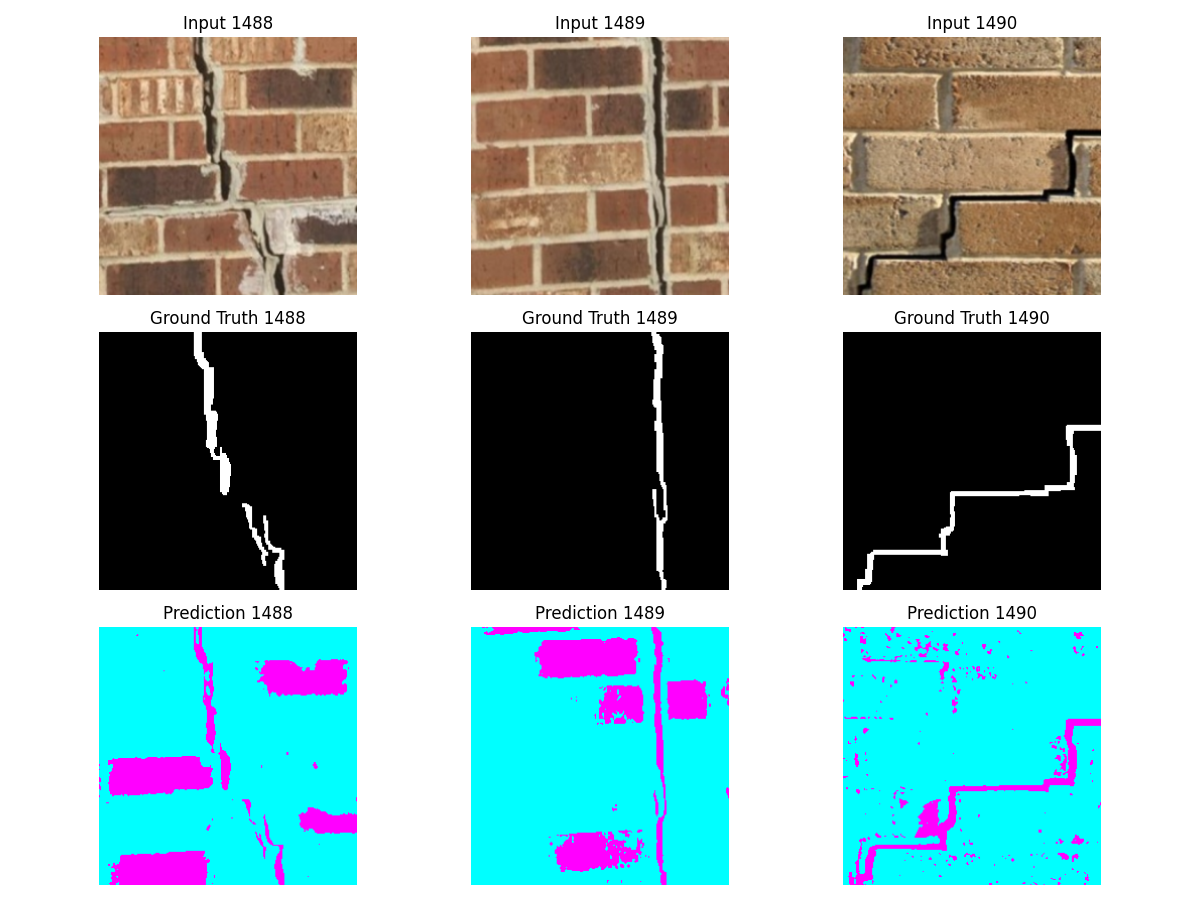 Input 1488
Input 1489
Input 1490
Ground Truth 1488
Ground Truth 1489
Ground Truth 1490
Prediction 1488
Prediction 1489
Prediction 1490